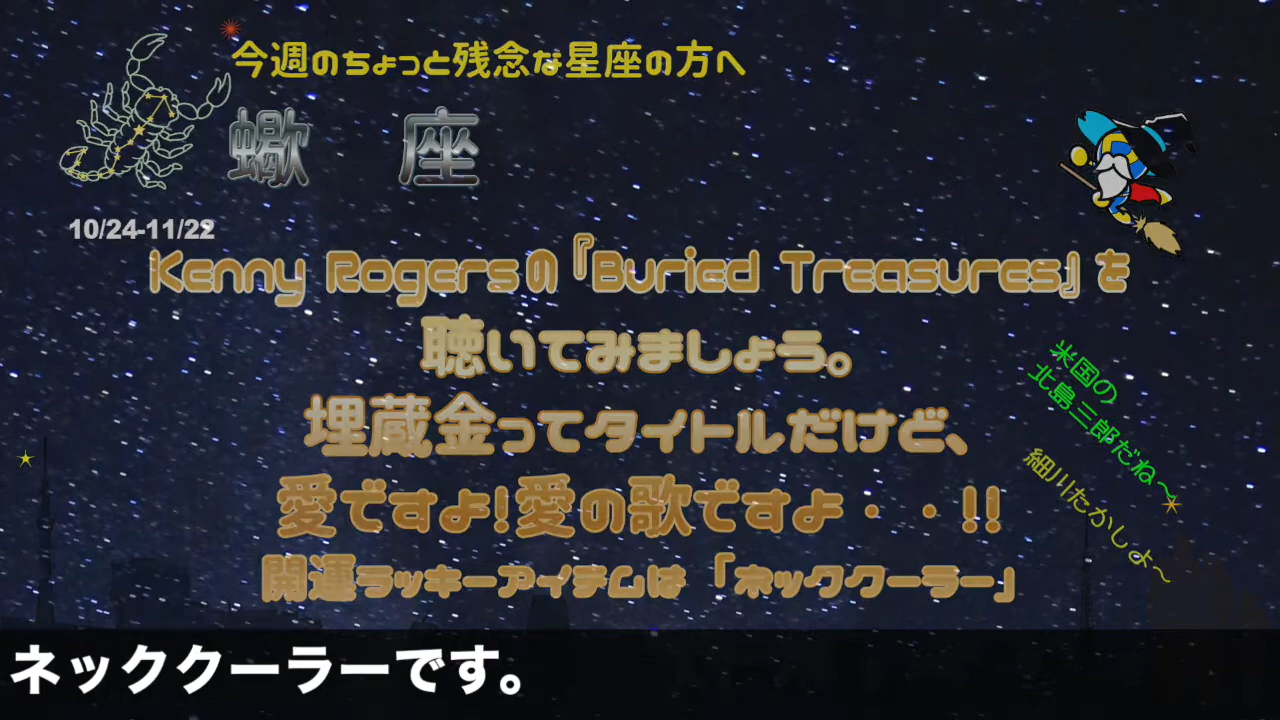 今週のちょっと残念な星座の方へ
蠍 座
10/24-11/22
Kenny Rogersの『Buried Treasures』を
聴いてみましょう。
埋蔵金ってタイトルだけど、
愛ですよ!愛の歌ですよ・・!!
開運ラッキーアイテムは「ネッククーラー」
米国の
北島三郎だね～
細川たかしよ～
ネッククーラーです。